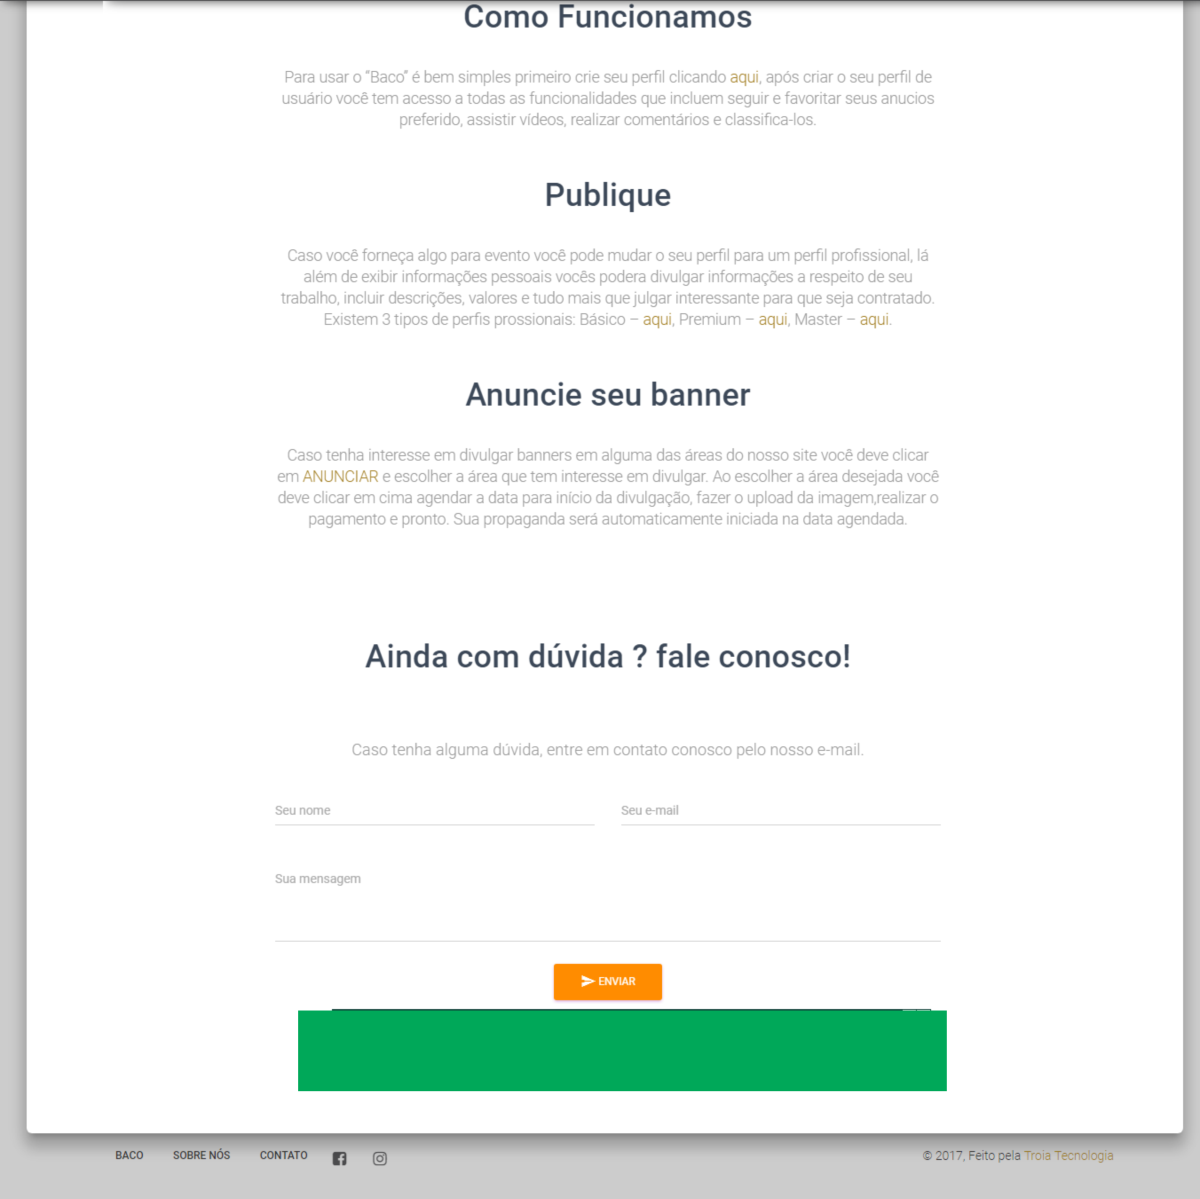 Como Funcionamos
Para usar o “Baco” é bem simples primeiro crie seu perfil clicando aqui, após criar o seu perfil de
usuário você tem acesso a todas as funcionalidades que incluem seguir e favoritar seus anucios
preferido, assistir vídeos, realizar comentários e classifica-los.
Publique
Caso você forneça algo para evento você pode mudar o seu perfil para um perfil profissional, lá
além de exibir informações pessoais vocês podera divulgar informações a respeito de seu
trabalho, incluir descrições, valores e tudo mais que julgar interessante para que seja contratado.
Existem 3 tipos de perfis prossionais: Básico – aqui, Premium – aqui, Master – aqui.
Anuncie seu banner
Caso tenha interesse em divulgar banners em alguma das áreas do nosso site você deve clicar
em ANUNCIAR e escolher a área que tem interesse em divulgar. Ao escolher a área desejada você
deve clicar em cima agendar a data para início da divulgação, fazer o upload da imagem,realizar o
pagamento e pronto. Sua propaganda será automaticamente iniciada na data agendada.
Ainda com dúvida ? fale conosco!
Caso tenha alguma dúvida, entre em contato conosco pelo nosso e-mail.
Seu nome
Seu e-mail
Sua mensagem
ENVIAR
BACO SOBRE NÓS CONTATO
© 2017, Feito pela Troia Tecnologia